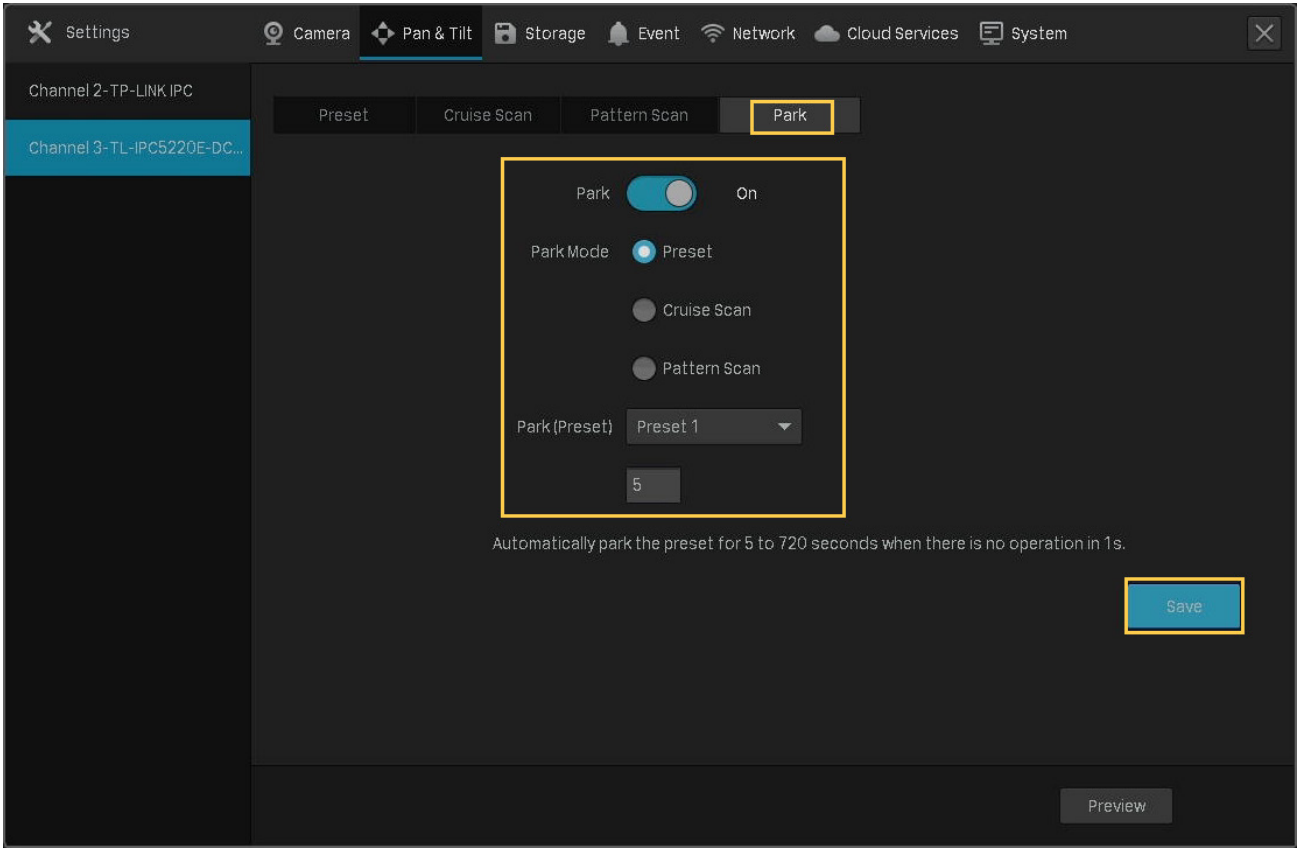 Settings Camera Pan & Tilt Storage Event Network Cloud Services System
Channel 2-TP-LINK IPC
Channel 3-TL-IPC5220E-DC...
Preset Cruise Scan Pattern Scan Park
Park On
Park Mode Preset
Cruise Scan
Pattern Scan
Park (Preset) Preset 1
5
Automatically park the preset for 5 to 720 seconds when there is no operation in 1s.
Save
Preview